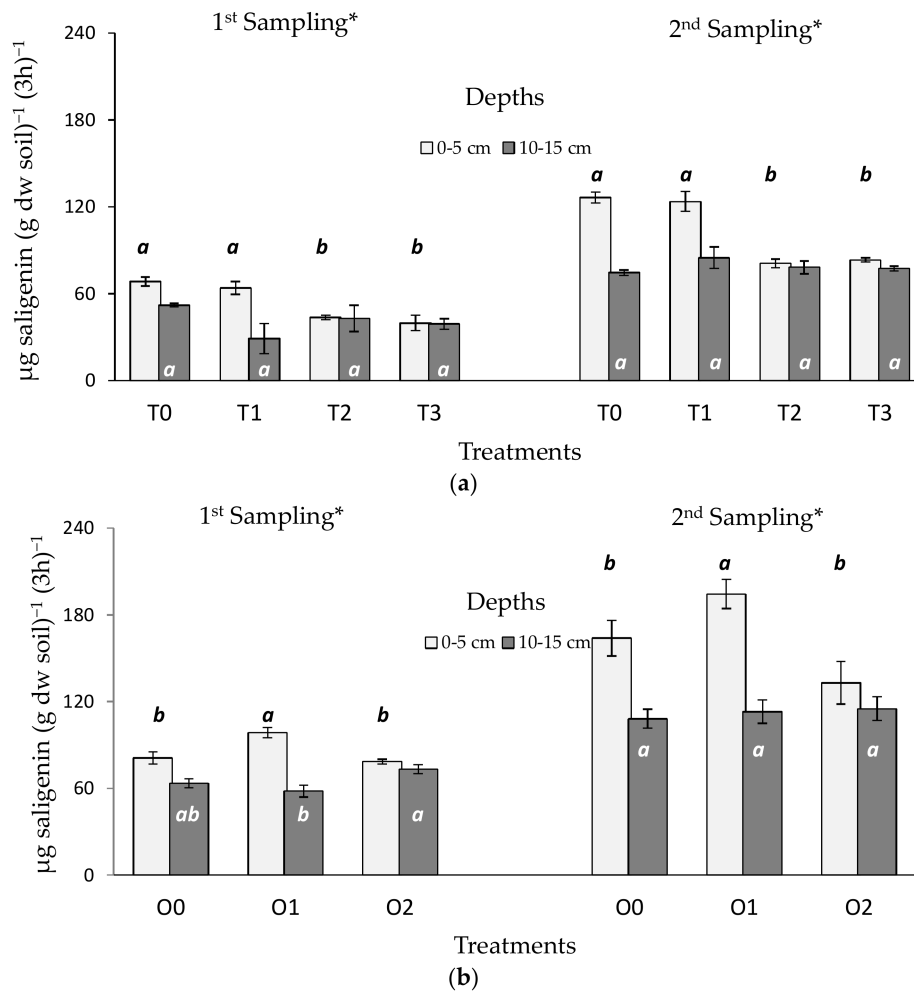 1st Sampling*
2nd Sampling*
µg saligenin (g dw soil)⁻¹ (3h)⁻¹
240
180
120
60
0
Depths
0-5 cm 10-15 cm
a a b b
a a b b
a a a a
a a a a
T0 T1 T2 T3
T0 T1 T2 T3
Treatments
(a)
1st Sampling*
2nd Sampling*
µg saligenin (g dw soil)⁻¹ (3h)⁻¹
240
180
120
60
0
Depths
0-5 cm 10-15 cm
b a b
b a b
ab b a
a a a
O0 O1 O2
O0 O1 O2
Treatments
(b)